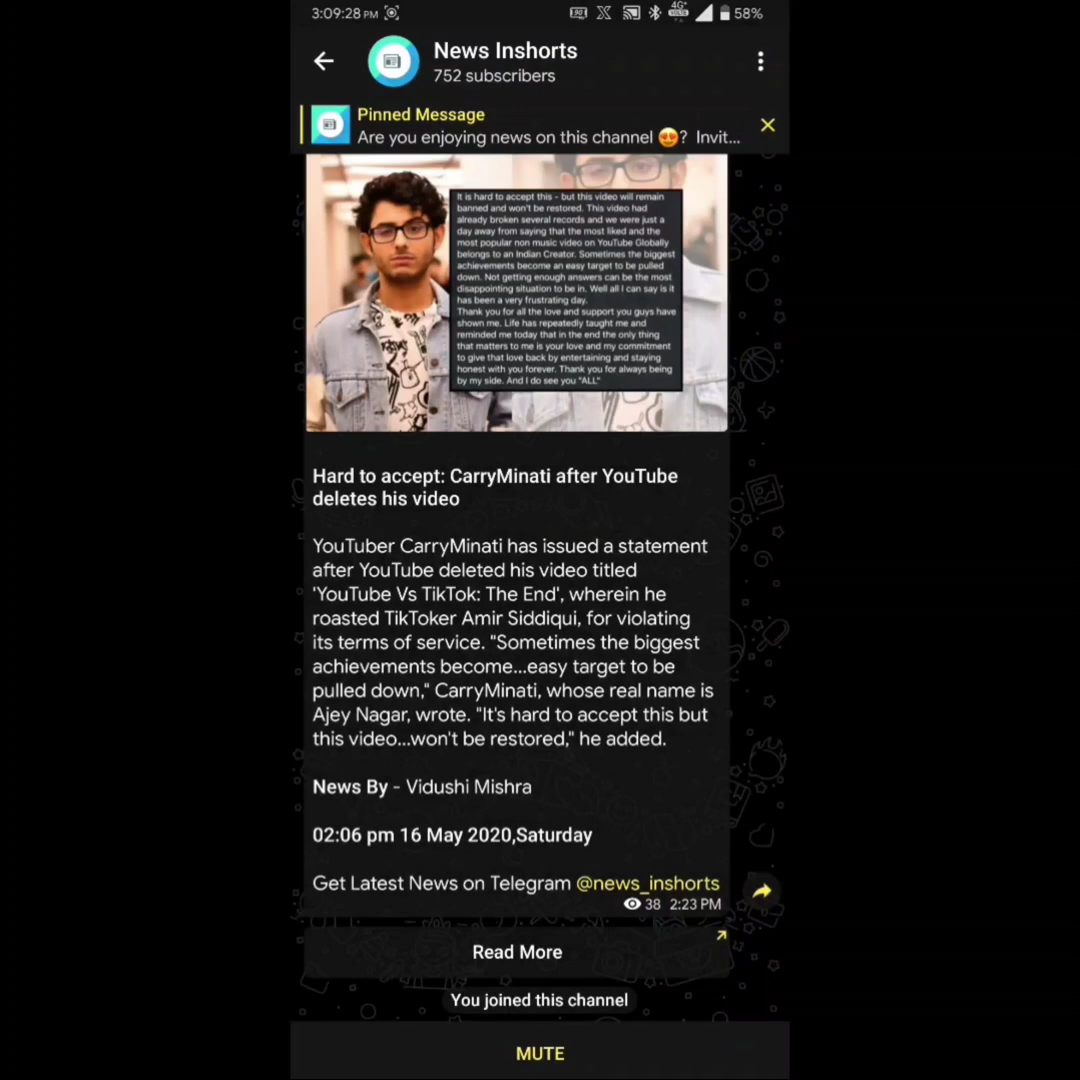 3:09:28 PM 4G+ 58%
News Inshorts
752 subscribers
Pinned Message
Are you enjoying news on this channel 😍? Invit...
It is hard to accept this - but this video will remain
banned and won't be restored. This video had
already broken several records and we were just a
day away from saying that the most liked and the
most popular non music video on YouTube Globally
belongs to an Indian Creator. Sometimes the biggest
achievements become an easy target to be pulled
down. Not getting enough answers can be the most
disappointing situation to be in. Well all I can say is it
has been a very frustrating day.
Thank you for all the love and support you guys have
shown me. Life has repeatedly taught me and
reminded me today that in the end the only thing
that matters to me is your love and my commitment
to give that love back by entertaining and staying
honest with you forever. Thank you for always being
by my side. And I do see you "ALL"
Hard to accept: CarryMinati after YouTube
deletes his video
YouTuber CarryMinati has issued a statement
after YouTube deleted his video titled
'YouTube Vs TikTok: The End', wherein he
roasted TikToker Amir Siddiqui, for violating
its terms of service. "Sometimes the biggest
achievements become...easy target to be
pulled down," CarryMinati, whose real name is
Ajey Nagar, wrote. "It's hard to accept this but
this video...won't be restored," he added.
News By - Vidushi Mishra
02:06 pm 16 May 2020,Saturday
Get Latest News on Telegram @news_inshorts
38 2:23 PM
Read More
You joined this channel
MUTE